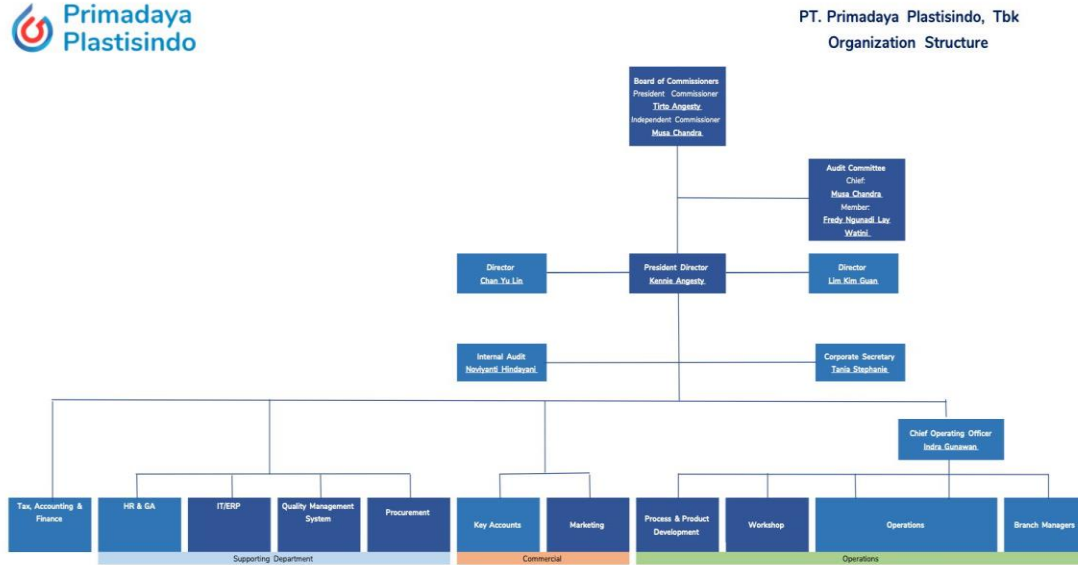 Primadaya
Plastisindo
PT. Primadaya Plastisindo, Tbk
Organization Structure
Board of Commissioners
President Commissioner
Tirto Angesty
Independent Commissioner
Musa Chandra
Audit Committee
Chief:
Musa Chandra
Member:
Fredy Ngunadi Lay
Watini
Director
Chan Yu Lin
President Director
Kennie Angesty
Director
Lim Kim Guan
Internal Audit
Noviyanti Hindayani
Corporate Secretary
Tania Stephanie
Chief Operating Officer
Indra Gunawan
Tax, Accounting &
Finance
HR & GA
IT/ERP
Quality Management
System
Procurement
Key Accounts
Marketing
Process & Product
Development
Workshop
Operations
Branch Managers
Supporting Department
Commercial
Operations